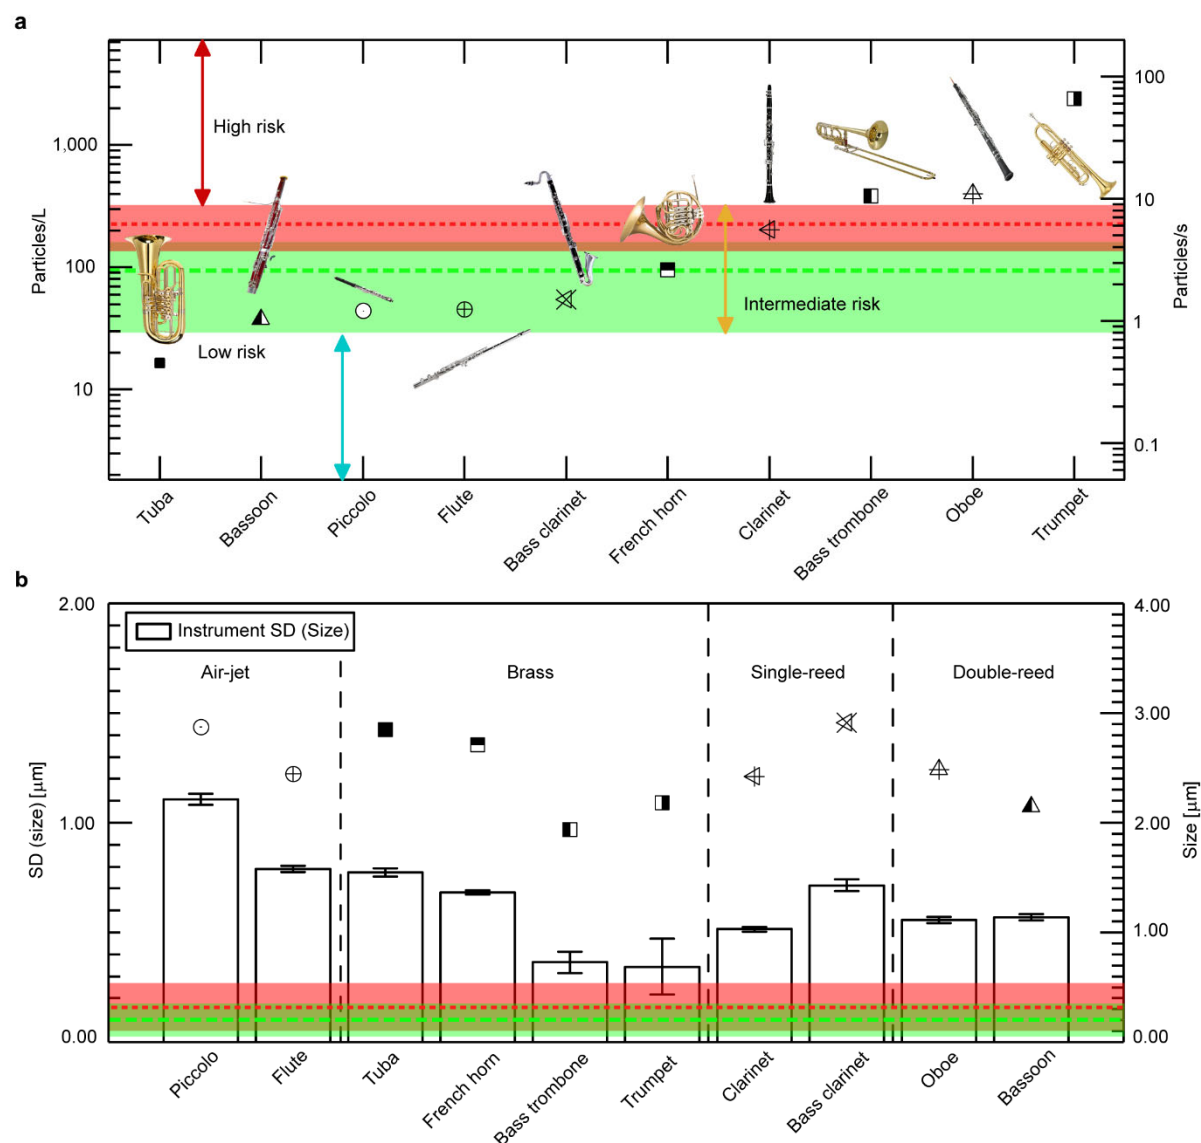 a
High risk
1,000
100
10
Particles/L
100
10
1
0.1
Particles/s
Low risk
Intermediate risk
Tuba
Bassoon
Piccolo
Flute
Bass clarinet
French horn
Clarinet
Bass trombone
Oboe
Trumpet
b
2.00
1.00
0.00
SD (size) [μm]
4.00
3.00
2.00
1.00
0.00
Size [μm]
Instrument SD (Size)
Air-jet
Brass
Single-reed
Double-reed
Piccolo
Flute
Tuba
French horn
Bass trombone
Trumpet
Clarinet
Bass clarinet
Oboe
Bassoon